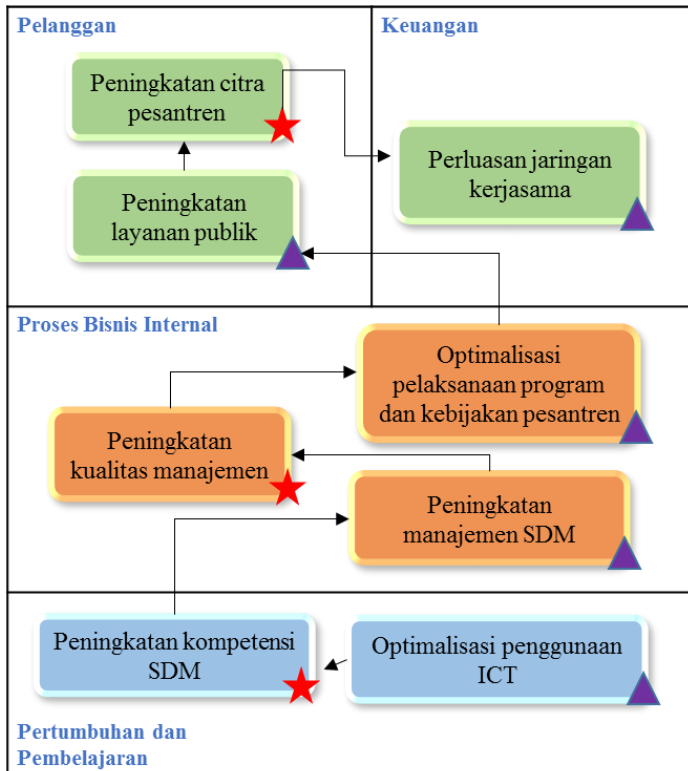 Pelanggan
Peningkatan citra
pesantren
Peningkatan
layanan publik
Keuangan
Perluasan jaringan
kerjasama
Proses Bisnis Internal
Optimalisasi
pelaksanaan program
dan kebijakan pesantren
Peningkatan
kualitas manajemen
Peningkatan
manajemen SDM
Peningkatan kompetensi
SDM
Optimalisasi penggunaan
ICT
Pertumbuhan dan
Pembelajaran